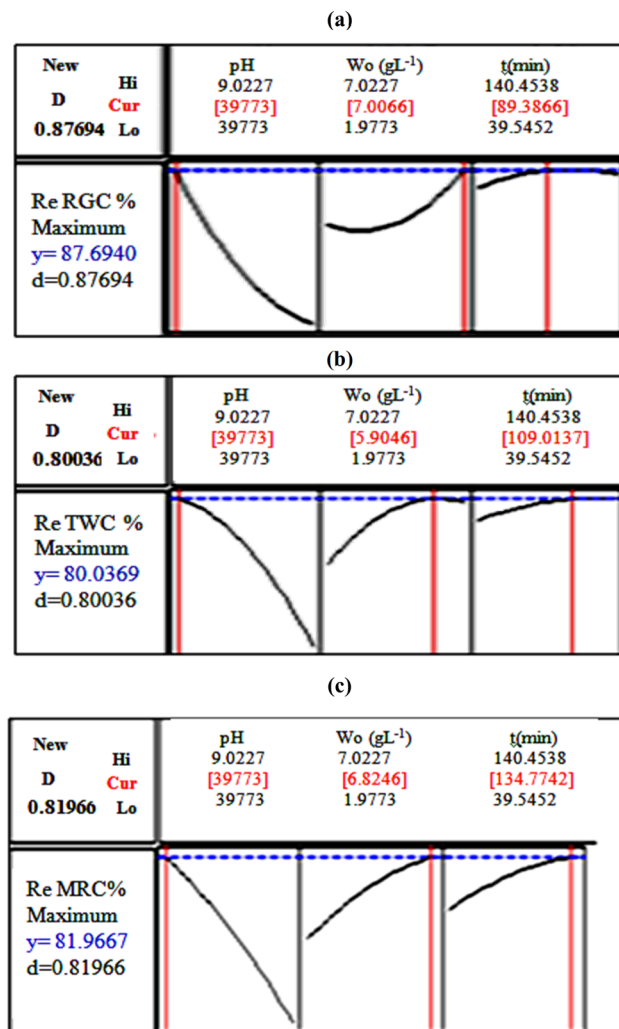 (a)
New pH Wo (gL⁻¹) ţ(min)
Hi 9.0227 7.0227 140.4538
D Cur [39773] [7.0066] [89.3866]
0.87694 Lo 39773 1.9773 39.5452
Re RGC %
Maximum
y= 87.6940
d=0.87694
(b)
New pH Wo (gL⁻¹) ţ(min)
Hi 9.0227 7.0227 140.4538
D Cur [39773] [5.9046] [109.0137]
0.80036 Lo 39773 1.9773 39.5452
Re TWC %
Maximum
y= 80.0369
d=0.80036
(c)
New pH Wo (gL⁻¹) ţ(min)
Hi 9.0227 7.0227 140.4538
D Cur [39773] [6.8246] [134.7742]
0.81966 Lo 39773 1.9773 39.5452
Re MRC%
Maximum
y= 81.9667
d=0.81966